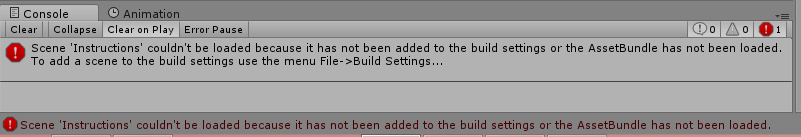 Console
Animation
Clear
Collapse
Clear on Play
Error Pause
0
0
1
Scene 'Instructions' couldn't be loaded because it has not been added to the build settings or the AssetBundle has not been loaded.
To add a scene to the build settings use the menu File->Build Settings...
Scene 'Instructions' couldn't be loaded because it has not been added to the build settings or the AssetBundle has not been loaded.